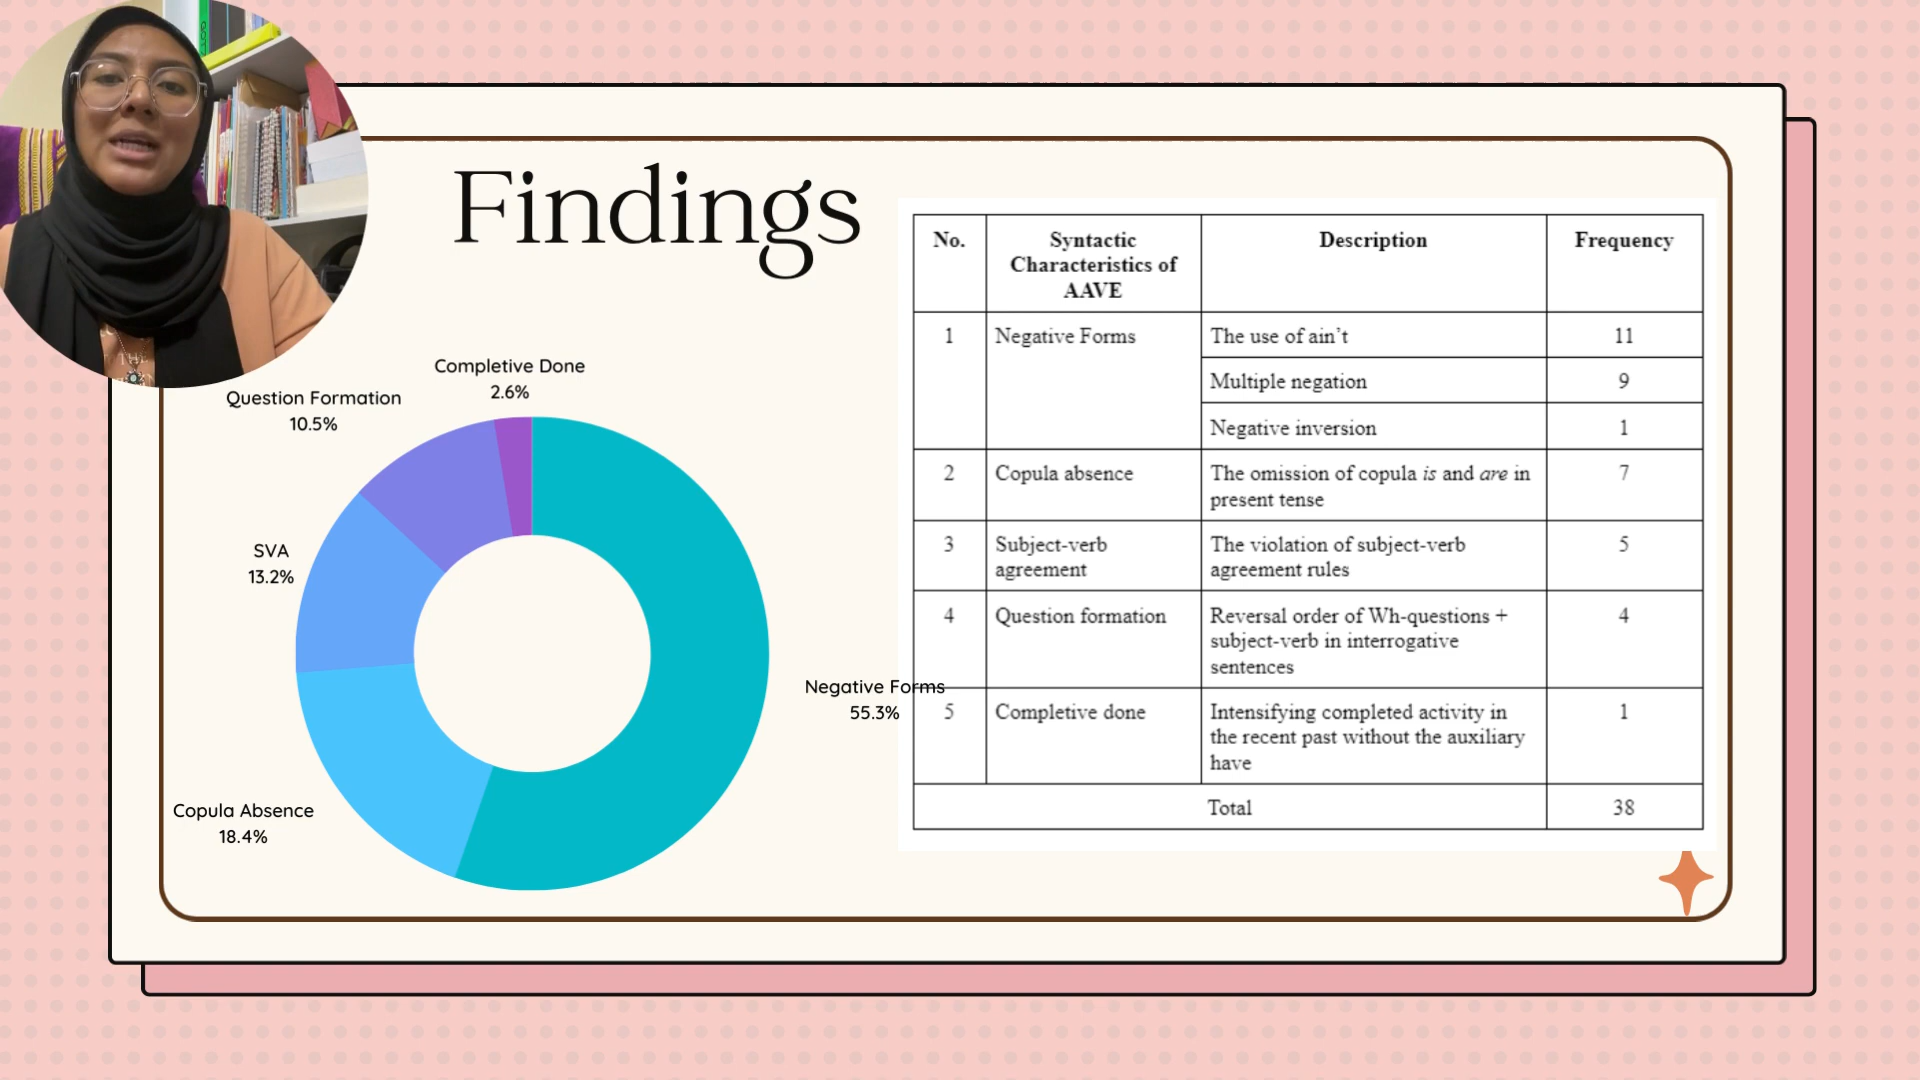 Findings
Completive Done
2.6%
Question Formation
10.5%
SVA
13.2%
Negative Forms
55.3%
Copula Absence
18.4%
No.
Syntactic
Characteristics of
AAVE
Description
Frequency
1
Negative Forms
The use of ain’t
11
Multiple negation
9
Negative inversion
1
2
Copula absence
The omission of copula is and are in
present tense
7
3
Subject-verb
agreement
The violation of subject-verb
agreement rules
5
4
Question formation
Reversal order of Wh-questions +
subject-verb in interrogative
sentences
4
5
Completive done
Intensifying completed activity in
the recent past without the auxiliary
have
1
Total
38
THE